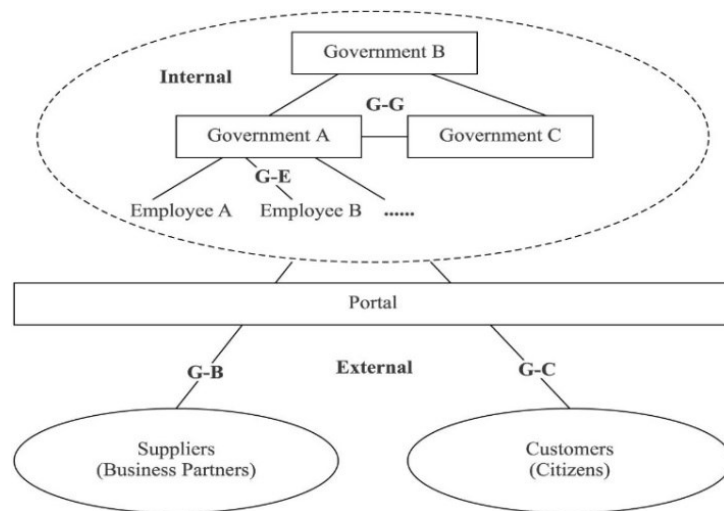 Government B
Internal
G-G
Government A
Government C
G-E
Employee A
Employee B
......
Portal
G-B
External
G-C
Suppliers
(Business Partners)
Customers
(Citizens)